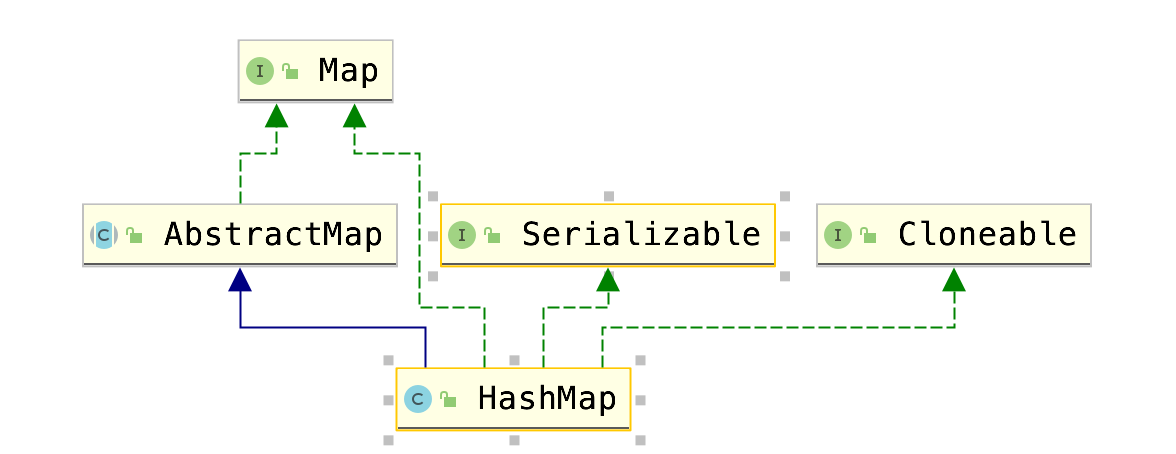 I Map
C AbstractMap
I Serializable
I Cloneable
C HashMap